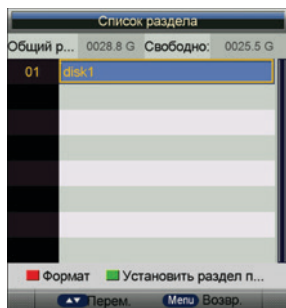 Список раздела
Общий р... 0028.8 G Свободно: 0025.5 G
01 disk1
Формат Установить раздел п...
Перем. Menu Возвр.